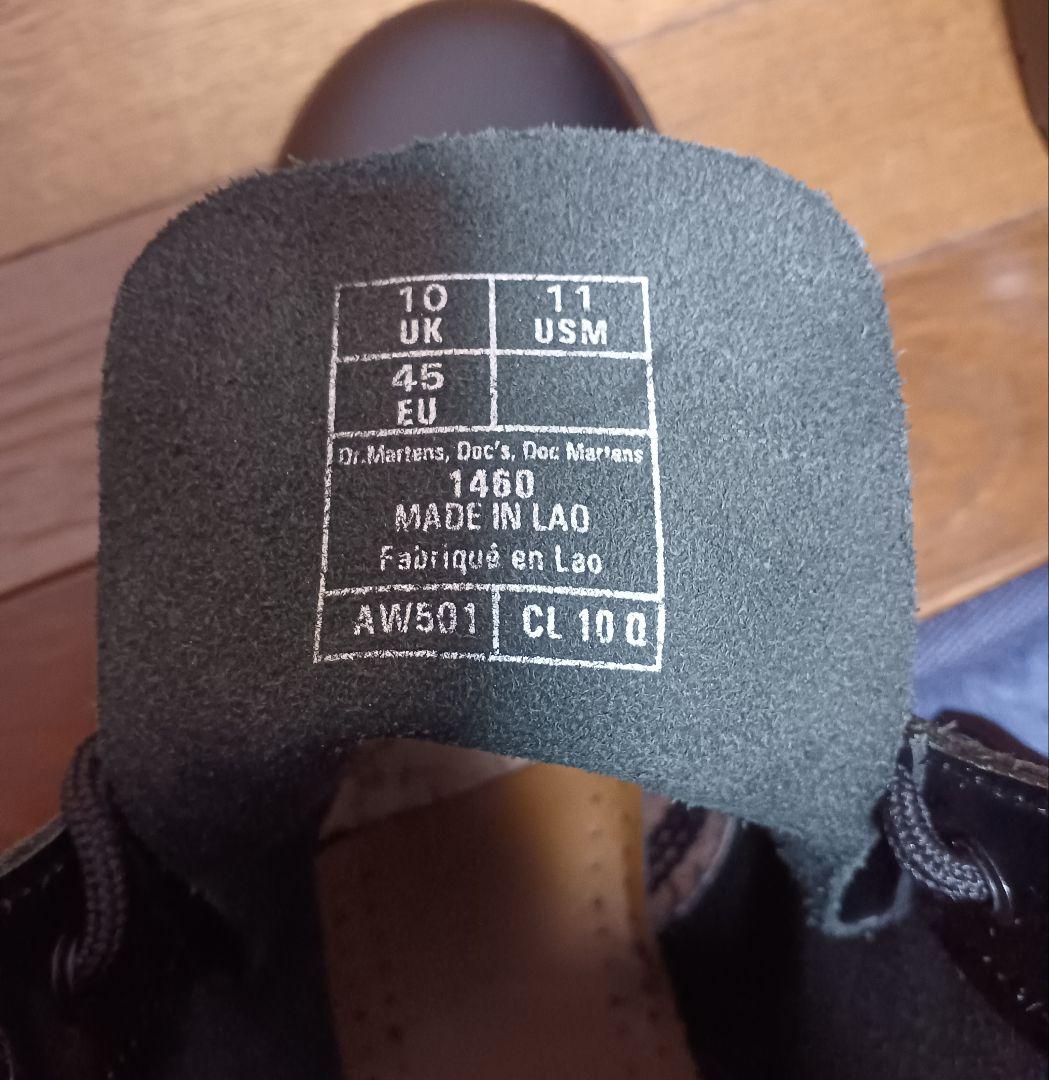 10 11
UK USM
45
EU
Dr.Martens, Doc's, Doc Martens
1460
MADE IN LAO
Fabriqué en Lao
AW501 CL 10 Q